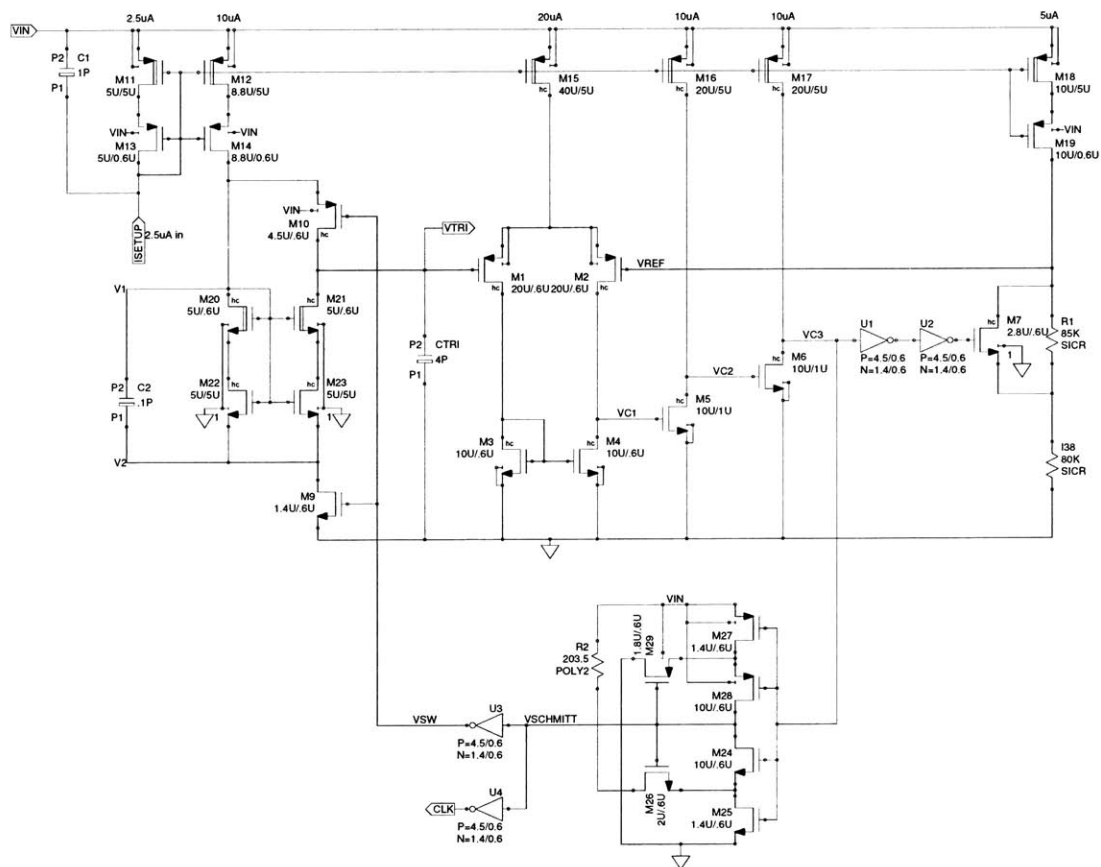 2.5uA 10uA 20uA 10uA 10uA 5uA
VIN
P2 C1
1P
P1
M11
5U/5U
hc
M12
8.8U/5U
hc
M15
40U/5U
hc
M16
20U/5U
hc
M17
20U/5U
hc
M18
10U/5U
VIN
M13
5U/0.6U
VIN
M14
8.8U/0.6U
VIN
M19
10U/0.6U
hc
ISETUP
2.5uA in
VIN
M10
4.5U/.6U
hc
VTRI
M1
20U/.6U
hc
M2
20U/.6U
hc
VREF
V1
M20
5U/.6U
hc
M21
5U/.6U
hc
P2 CTRI
4P
P1
P2 C2
.1P
P1
M22
5U/5U
1
M23
5U/5U
1
V2
M9
1.4U/.6U
hc
M3
10U/.6U
hc
M4
10U/.6U
VC1
VC2
hc
M5
10U/1U
VC3
hc
M6
10U/1U
U1
P=4.5/0.6
N=1.4/0.6
U2
P=4.5/0.6
N=1.4/0.6
hc
M7
2.8U/.6U
1
R1
85K
SICR
I38
80K
SICR
VIN
R2
203.5
POLY2
1.8U/.6U
M29
M27
1.4U/.6U
M28
10U/.6U
VSW
U3
P=4.5/0.6
N=1.4/0.6
VSCHMITT
M24
10U/.6U
CLK
U4
P=4.5/0.6
N=1.4/0.6
M26
2U/.6U
M25
1.4U/.6U